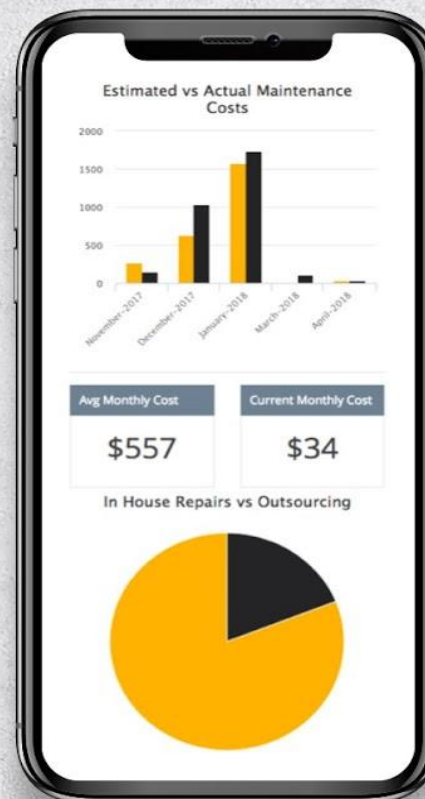 Estimated vs Actual Maintenance
Costs
2000
1500
1000
500
0
November-2017
December-2017
January-2018
March-2018
April-2018
Avg Monthly Cost
Current Monthly Cost
$557
$34
In House Repairs vs Outsourcing